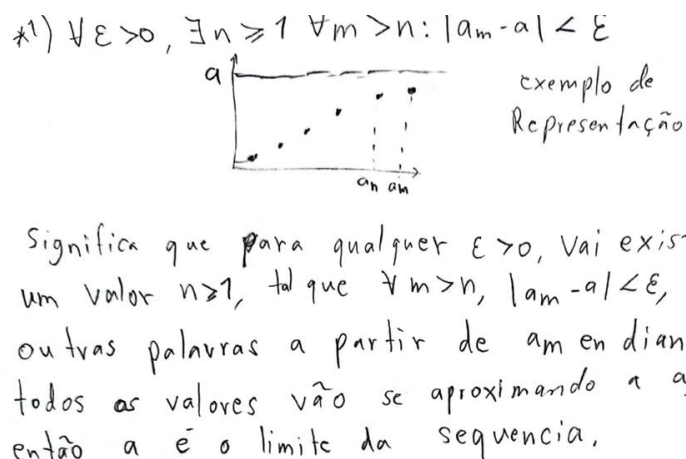 *1) ∀ε>0, ∃n⩾1 ∀m>n: |am-a| < ε
a
exemplo de
Representação
an am
Significa que para qualquer ε>0, vai exis
um valor n⩾1, tal que ∀m>n, |am-a|<ε,
outras palavras a partir de am en dian
todos os valores vão se aproximando a a,
então a é o limite da sequencia.